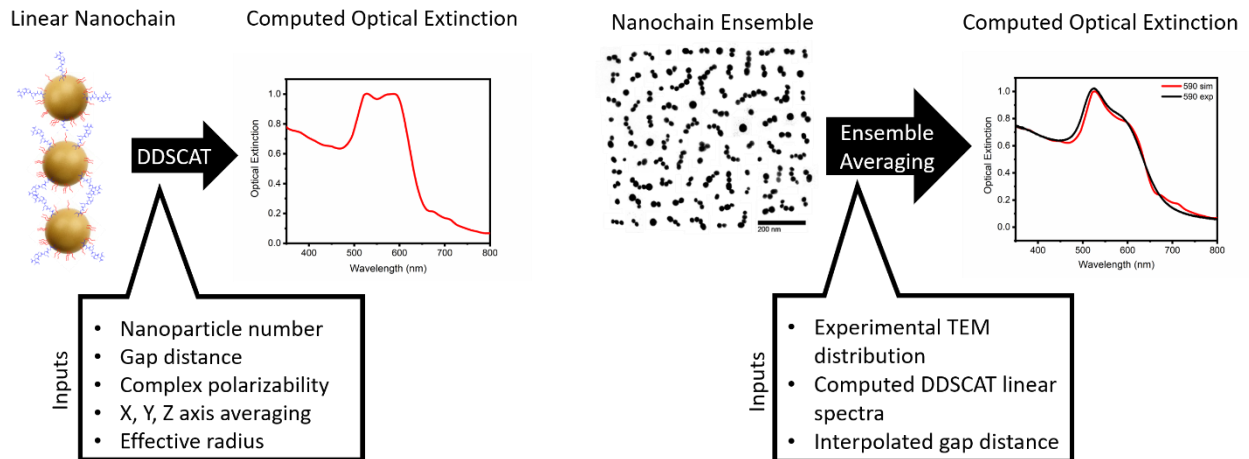 Linear Nanochain
Computed Optical Extinction
DDSCAT
Optical Extinction
1.0
0.8
0.6
0.4
0.2
0.0
400
500
600
700
800
Wavelength (nm)
Inputs
• Nanoparticle number
• Gap distance
• Complex polarizability
• X, Y, Z axis averaging
• Effective radius
Nanochain Ensemble
Computed Optical Extinction
200 nm
Ensemble
Averaging
Optical Extinction
1.0
0.8
0.6
0.4
0.2
0.0
590 sim
590 exp
400
500
600
700
800
Wavelength (nm)
Inputs
• Experimental TEM
distribution
• Computed DDSCAT linear
spectra
• Interpolated gap distance